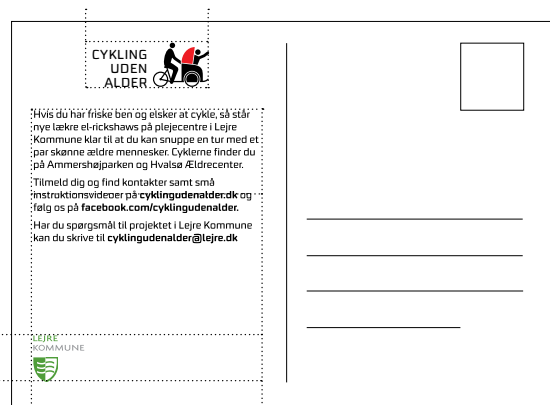 CYKLING
UDEN
ALDER
Hvis du har friske ben og elsker at cykle, så står
nye lækre el-rickshaws på plejecentre i Lejre
Kommune klar til at du kan snuppe en tur med et
par skønne ældre mennesker. Cyklerne finder du
på Ammershøjparken og Hvalsø Ældrecenter.
Tilmeld dig og find kontakter samt små
instruktionsvideoer på cyklingudenalder.dk og
følg os på facebook.com/cyklingudenalder.
Har du spørgsmål til projektet i Lejre Kommune
kan du skrive til cyklingudenalder@lejre.dk
LEJRE
KOMMUNE